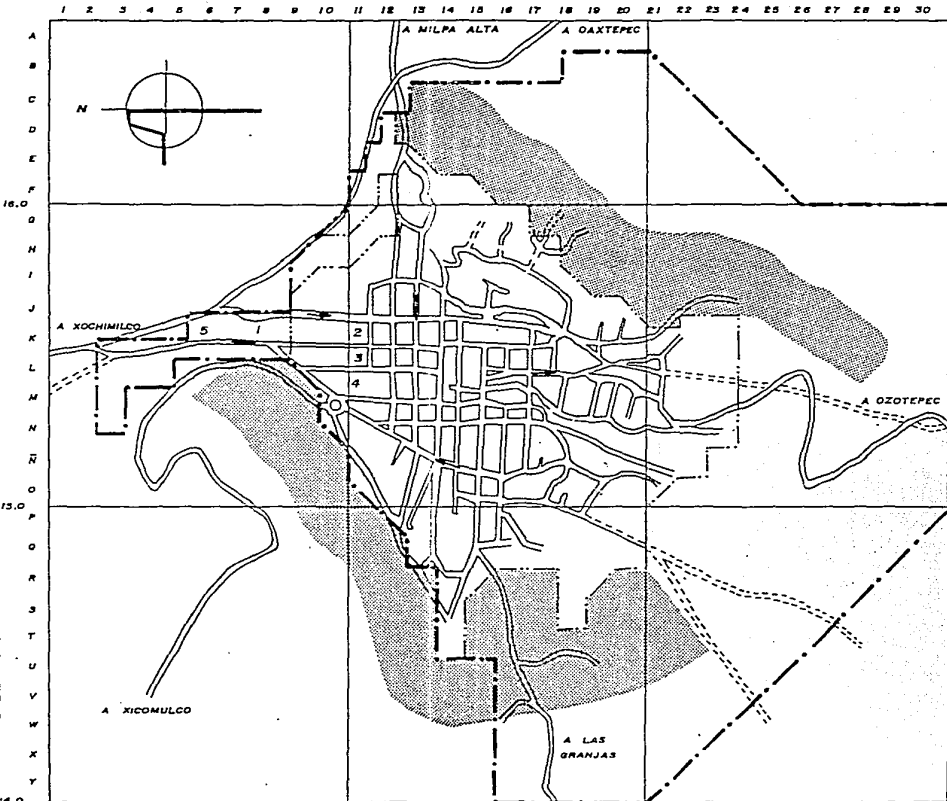 1 2 3 4 5 6 7 8 9 10 11 12 13 14 15 16 17 18 19 20 21 22 23 24 25 26 27 28 29 30
A
A MILPA ALTA
A OAXTEPEC
B
C
N
D
E
F
16.0
G
H
I
J
A XOCHIMILCO
5
1
2
K
3
L
4
M
A OZOTEPEC
N
Ñ
O
15.0
P
Q
R
S
T
U
V
A XICOMULCO
W
A LAS
GRANJAS
X
Y